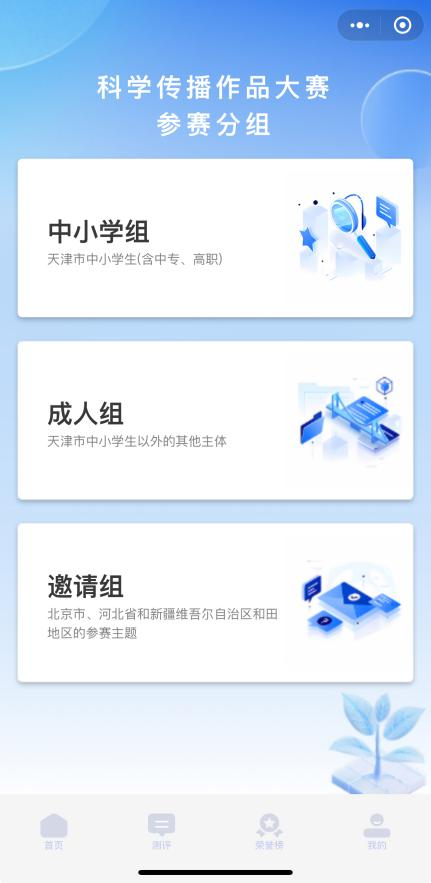 科学传播作品大赛
参赛分组
中小学组
天津市中小学生(含中专、高职)
成人组
天津市中小学生以外的其他主体
邀请组
北京市、河北省和新疆维吾尔自治区和田
地区的参赛主题
首页
测评
荣誉榜
我的